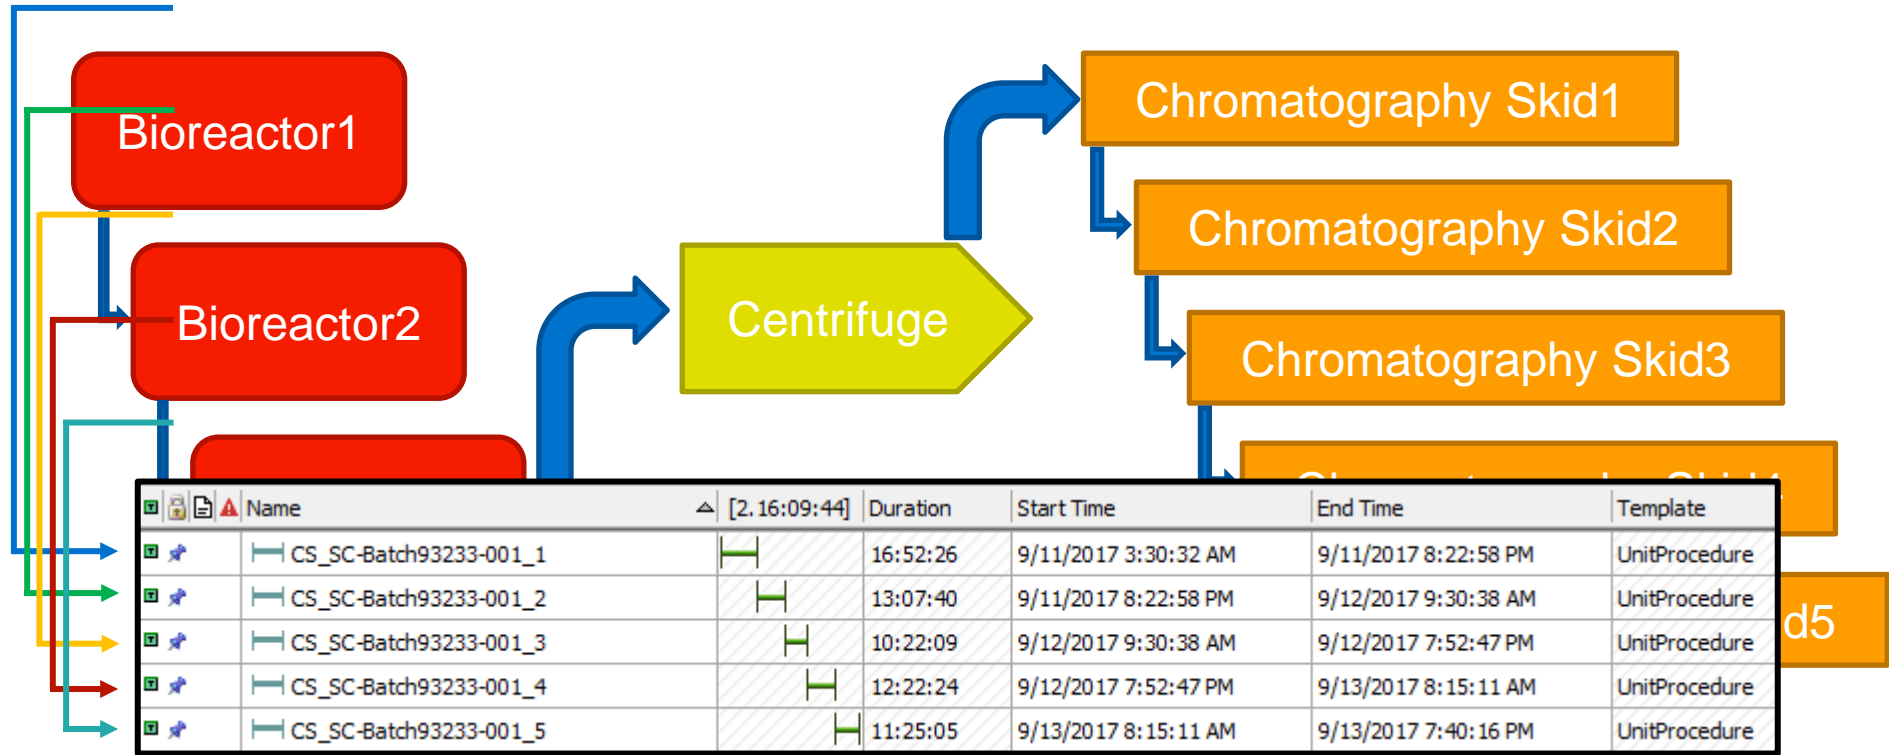 Bioreactor1
Bioreactor2
Centrifuge
Chromatography Skid1
Chromatography Skid2
Chromatography Skid3
d5
Name [2.16:09:44] Duration Start Time End Time Template
CS_SC-Batch93233-001_1 16:52:26 9/11/2017 3:30:32 AM 9/11/2017 8:22:58 PM UnitProcedure
CS_SC-Batch93233-001_2 13:07:40 9/11/2017 8:22:58 PM 9/12/2017 9:30:38 AM UnitProcedure
CS_SC-Batch93233-001_3 10:22:09 9/12/2017 9:30:38 AM 9/12/2017 7:52:47 PM UnitProcedure
CS_SC-Batch93233-001_4 12:22:24 9/12/2017 7:52:47 PM 9/13/2017 8:15:11 AM UnitProcedure
CS_SC-Batch93233-001_5 11:25:05 9/13/2017 8:15:11 AM 9/13/2017 7:40:16 PM UnitProcedure